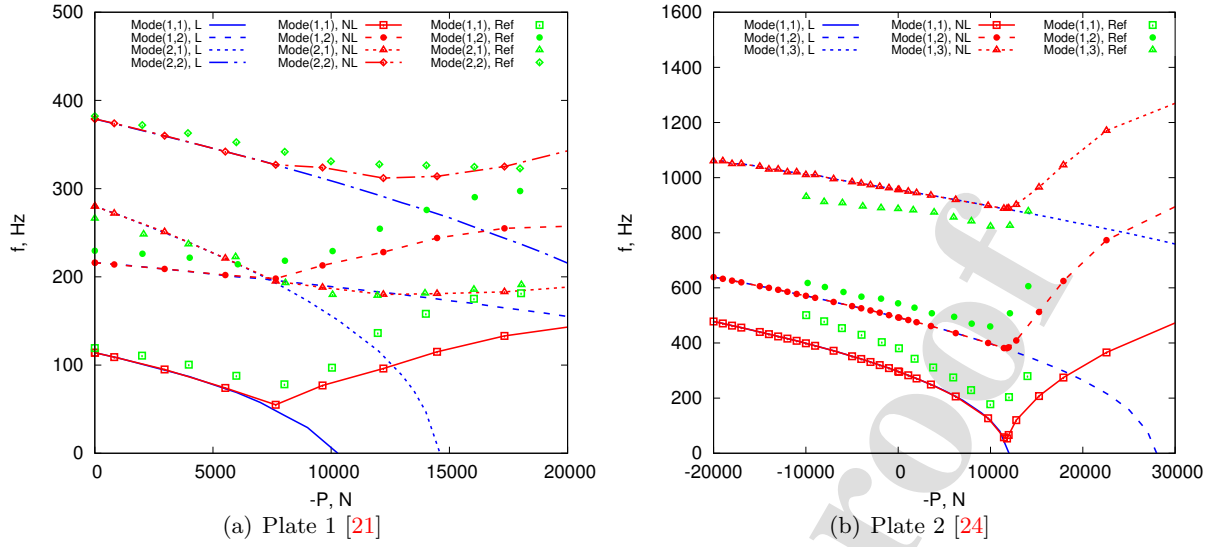 500
400
300
200
100
0
f, Hz
Mode(1,1), L
Mode(1,2), L
Mode(2,1), L
Mode(2,2), L
Mode(1,1), NL
Mode(1,2), NL
Mode(2,1), NL
Mode(2,2), NL
Mode(1,1), Ref
Mode(1,2), Ref
Mode(2,1), Ref
Mode(2,2), Ref
0 5000 10000 15000 20000
-P, N
(a) Plate 1 [21]
1600
1400
1200
1000
800
600
400
200
0
f, Hz
Mode(1,1), L
Mode(1,2), L
Mode(1,3), L
Mode(1,1), NL
Mode(1,2), NL
Mode(1,3), NL
Mode(1,1), Ref
Mode(1,2), Ref
Mode(1,3), Ref
-20000 -10000 0 10000 20000 30000
-P, N
(b) Plate 2 [24]
roof